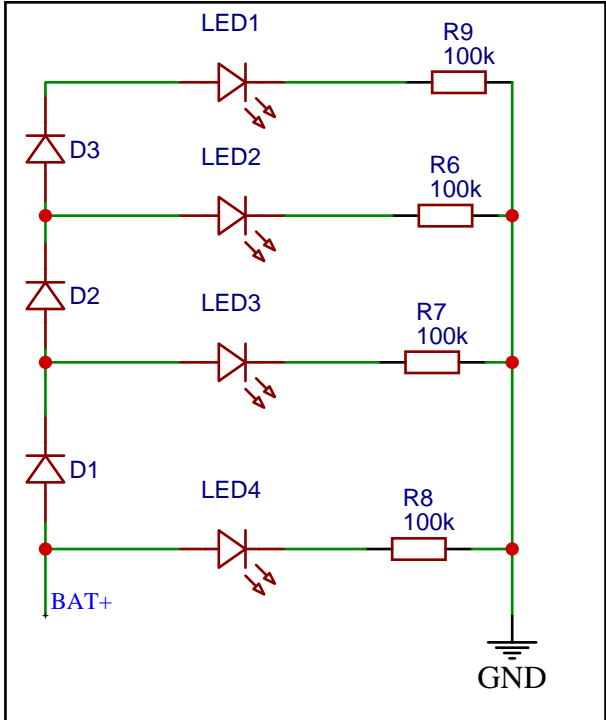 LED1
R9
100k
D3
LED2
R6
100k
D2
LED3
R7
100k
D1
LED4
R8
100k
BAT+
GND